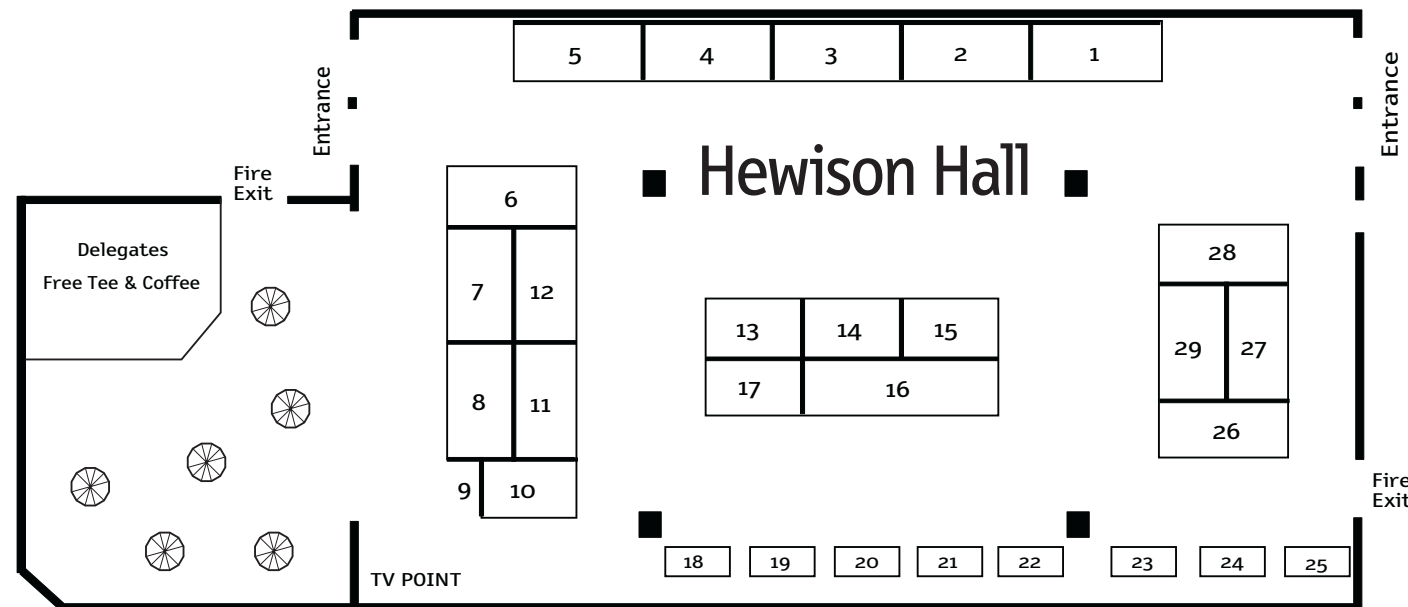 5 4 3 2 1
Entrance
Entrance
Hewison Hall
Fire
Exit
6
Delegates
Free Tee & Coffee
28
7 12
13 14 15
29 27
8 11
17 16
26
9 10
Fire
Exit
18 19 20 21 22 23 24 25
TV POINT